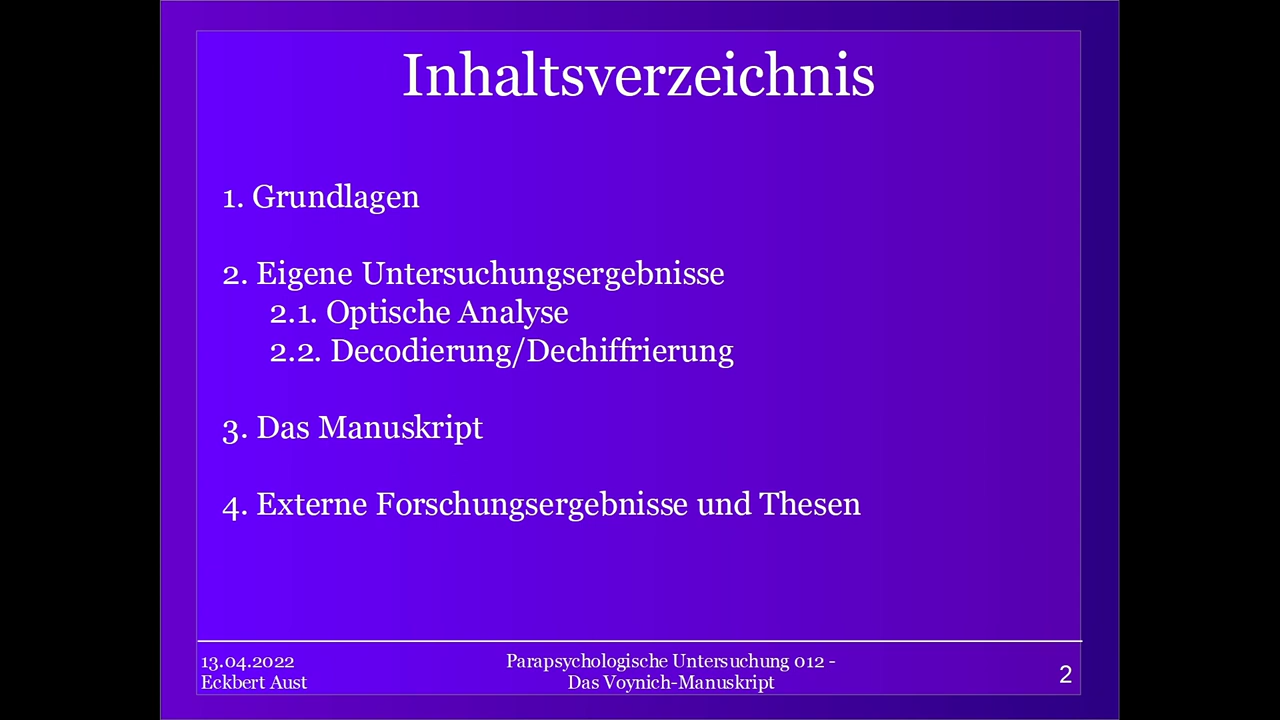 Inhaltsverzeichnis
1. Grundlagen
2. Eigene Untersuchungsergebnisse
2.1. Optische Analyse
2.2. Decodierung/Dechiffrierung
3. Das Manuskript
4. Externe Forschungsergebnisse und Thesen
13.04.2022
Eckbert Aust
Parapsychologische Untersuchung 012 -
Das Voynich-Manuskript
2